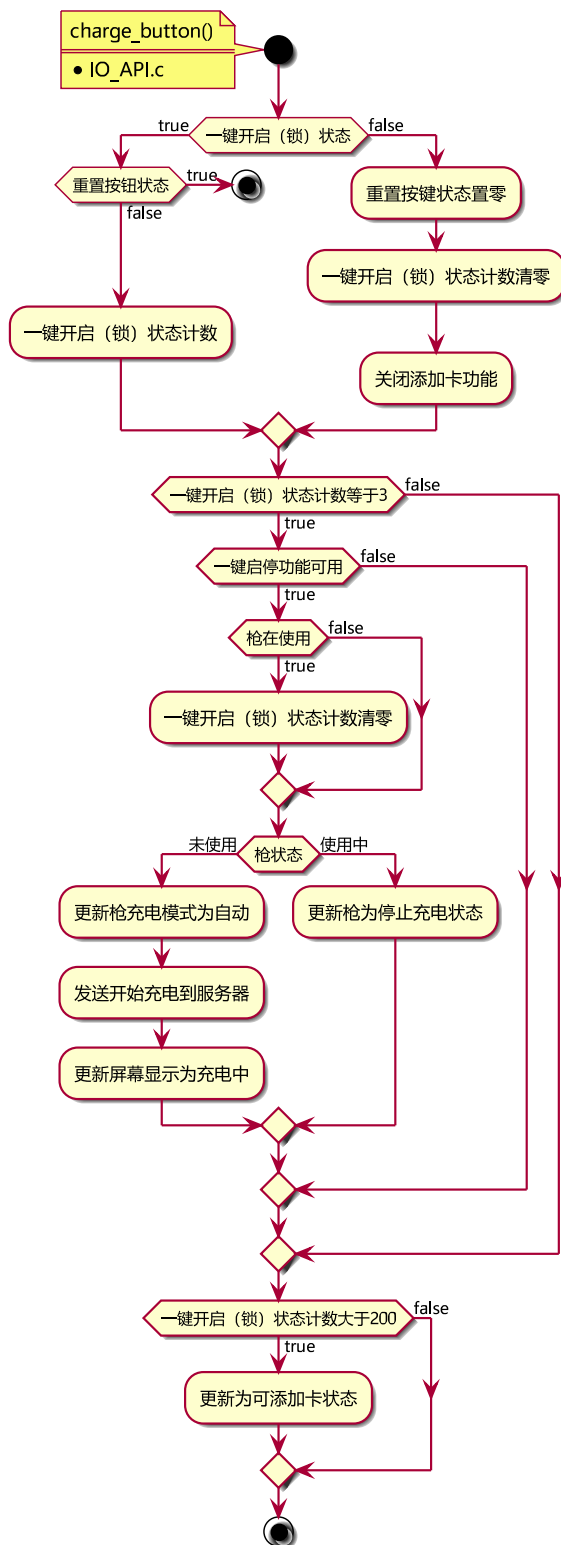 charge_button()
• IO_API.c
true
一键开启（锁）状态
false
重置按钮状态
true
false
重置按键状态置零
一键开启（锁）状态计数清零
一键开启（锁）状态计数
关闭添加卡功能
一键开启（锁）状态计数等于3
false
true
一键启停功能可用
false
true
枪在使用
false
true
一键开启（锁）状态计数清零
未使用
枪状态
使用中
更新枪充电模式为自动
更新枪为停止充电状态
发送开始充电到服务器
更新屏幕显示为充电中
一键开启（锁）状态计数大于200
false
true
更新为可添加卡状态